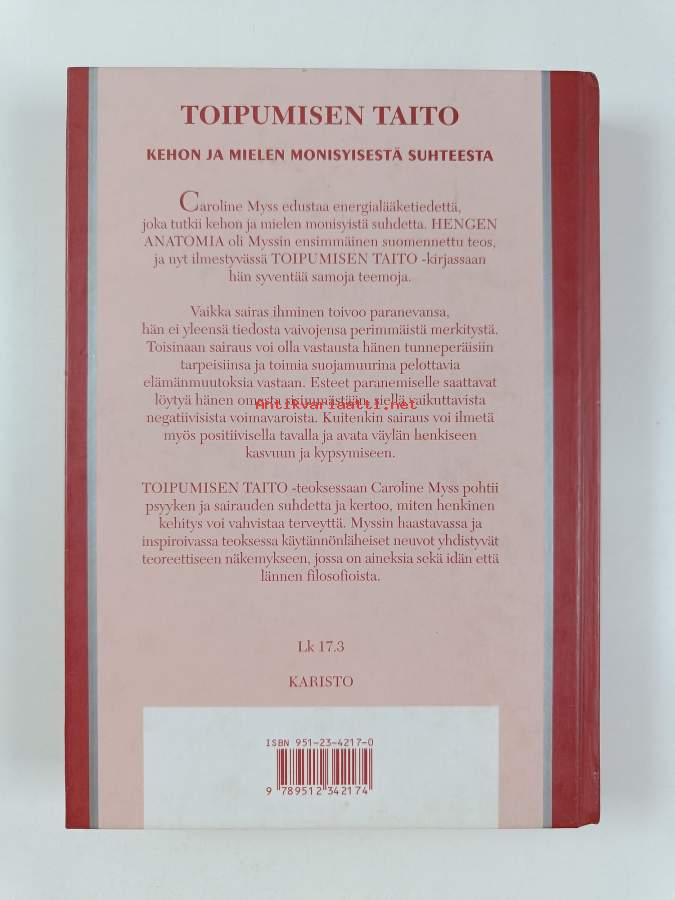 TOIPUMISEN TAITO
KEHON JA MIELEN MONISYISESTÄ SUHTEESTA
Caroline Myss edustaa energialääketiedettä,
joka tutkii kehon ja mielen monisyistä suhdetta. HENGEN
ANATOMIA oli Myssin ensimmäinen suomennettu teos,
ja nyt ilmestyvässä TOIPUMISEN TAITO -kirjassaan
hän syventää samoja teemoja.
Vaikka sairas ihminen toivoo paranevansa,
hän ei yleensä tiedosta vaivojensa perimmäistä merkitystä.
Toisinaan sairaus voi olla vastausta hänen tunneperäisiin
tarpeisiinsa ja toimia suojamuurina pelottavia
elämänmuutoksia vastaan. Esteet paranemiselle saattavat
löytyä hänen omasta sisimmästään, siellä vaikuttavista
Antikvariaatti.net
negatiivisista voimavaroista. Kuitenkin sairaus voi ilmetä
myös positiivisella tavalla ja avata väylän henkiseen
kasvuun ja kypsymiseen.
TOIPUMISEN TAITO -teoksessaan Caroline Myss pohtii
psyyken ja sairauden suhdetta ja kertoo, miten henkinen
kehitys voi vahvistaa terveyttä. Myssin haastavassa ja
inspiroivassa teoksessa käytännönläheiset neuvot yhdistyvät
teoreettiseen näkemykseen, jossa on aineksia sekä idän että
lännen filosofioista.
Lk 17.3
KARISTO
ISBN 951-23-4217-0
9 789512 342174